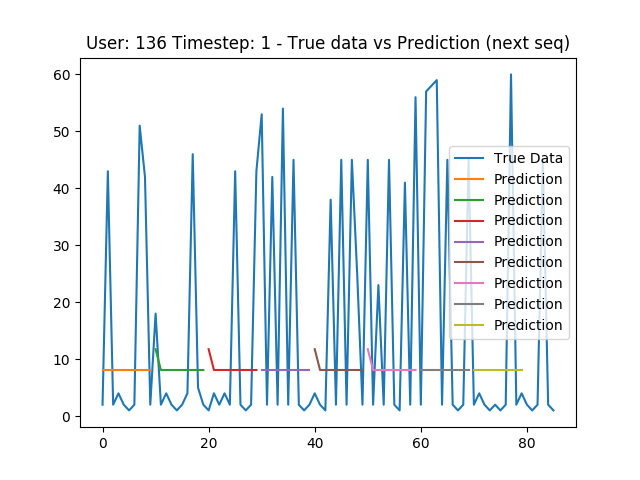 User: 136 Timestep: 1 - True data vs Prediction (next seq)
60
50
40
30
20
10
0
True Data
Prediction
Prediction
Prediction
Prediction
Prediction
Prediction
Prediction
Prediction
0 20 40 60 80